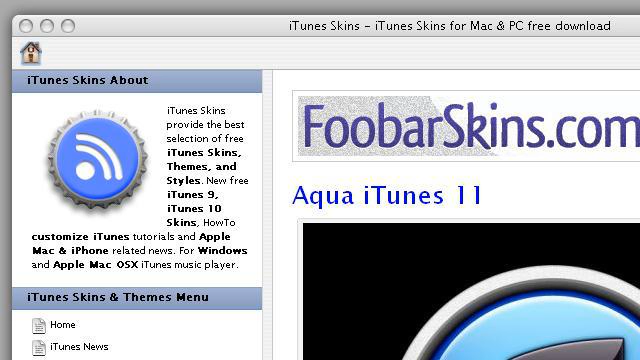 iTunes Skins – iTunes Skins for Mac & PC free download
iTunes Skins About
iTunes Skins
provide the best
selection of free
iTunes Skins,
Themes, and
Styles. New free
iTunes 9,
iTunes 10
Skins, HowTo
customize iTunes tutorials and Apple
Mac & iPhone related news. For Windows
and Apple Mac OSX iTunes music player.
iTunes Skins & Themes Menu
Home
iTunes News
FoobarSkins.com
Aqua iTunes 11